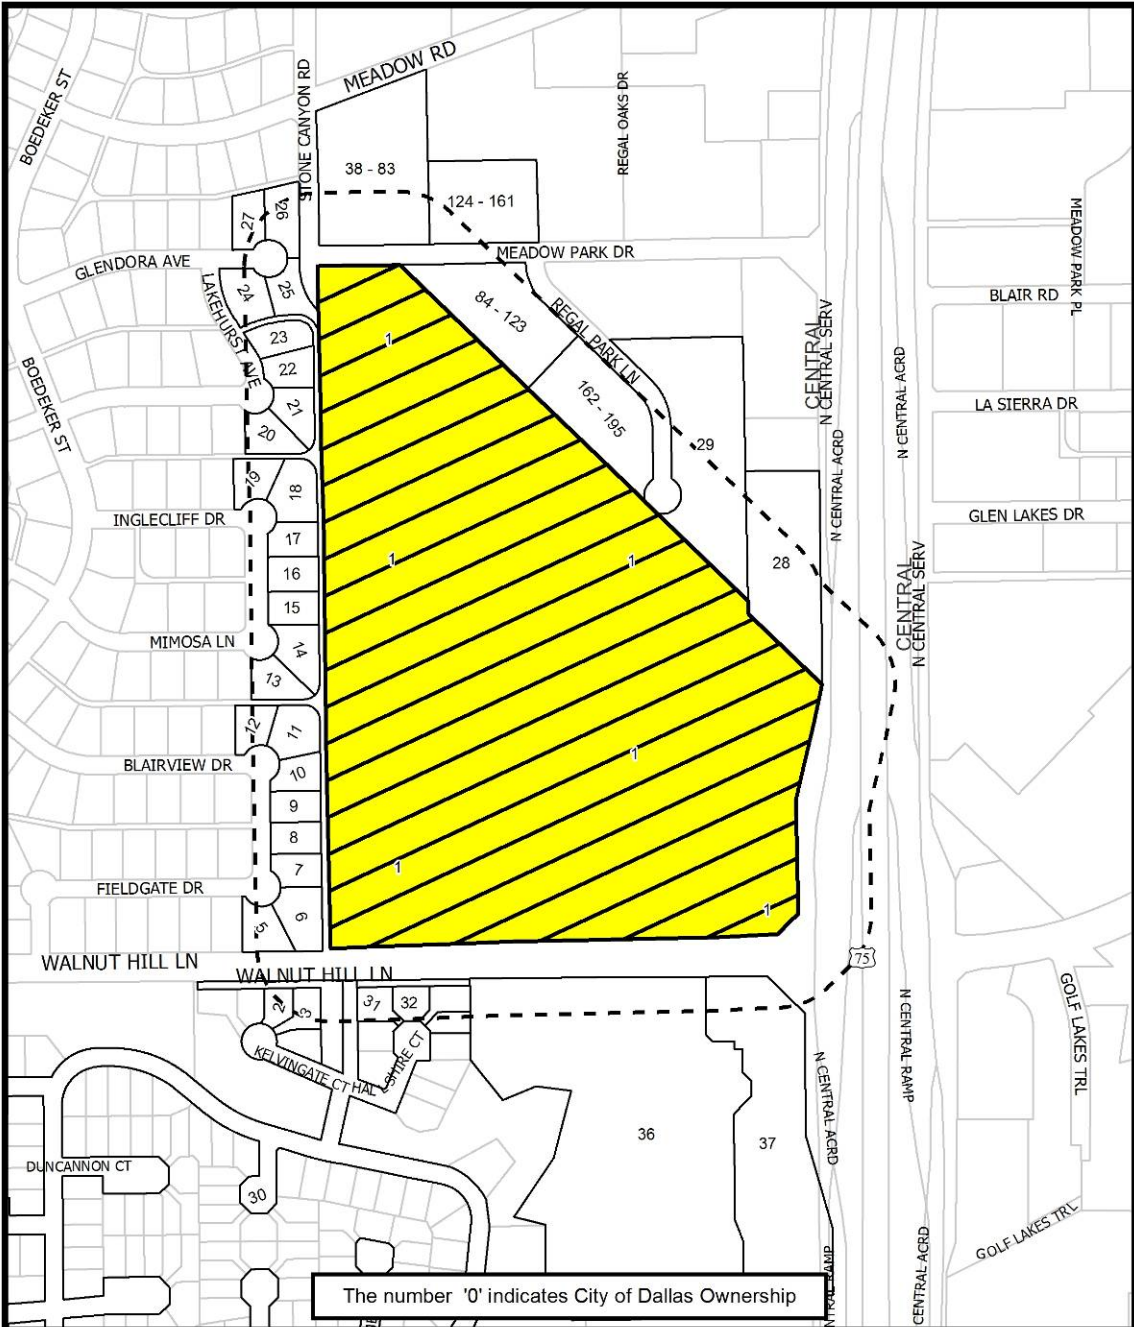 MEADOW RD
BOEDEKER ST
STONE CANYON RD
REGAL OAKS DR
38 - 83
124 - 161
27
26
MEADOW PARK DR
MEADOW PARK PL
GLENDORA AVE
24
25
LAKEHURST AVE
84 - 123
REGAL PARK LN
BLAIR RD
CENTRAL
N CENTRAL SERV
N CENTRAL ACRD
1
23
22
21
20
BOEDEKER ST
162 - 195
LA SIERRA DR
29
N CENTRAL ACRD
19
18
INGLECLIFF DR
17
16
15
1
1
28
GLEN LAKES DR
CENTRAL
N CENTRAL SERV
MIMOSA LN
14
13
12
11
BLAIRVIEW DR
10
9
8
7
1
1
FIELDGATE DR
6
5
1
WALNUT HILL LN
WALNUT HILL LN
75
2
3
31
32
KELVINGATE CT
HAL
SHIRE CT
N CENTRAL RAMP
GOLF LAKES TRL
N CENTRAL ACRD
36
37
DUNCANNON CT
30
GOLF LAKES TRL
CENTRAL ACRD
The number '0' indicates City of Dallas Ownership